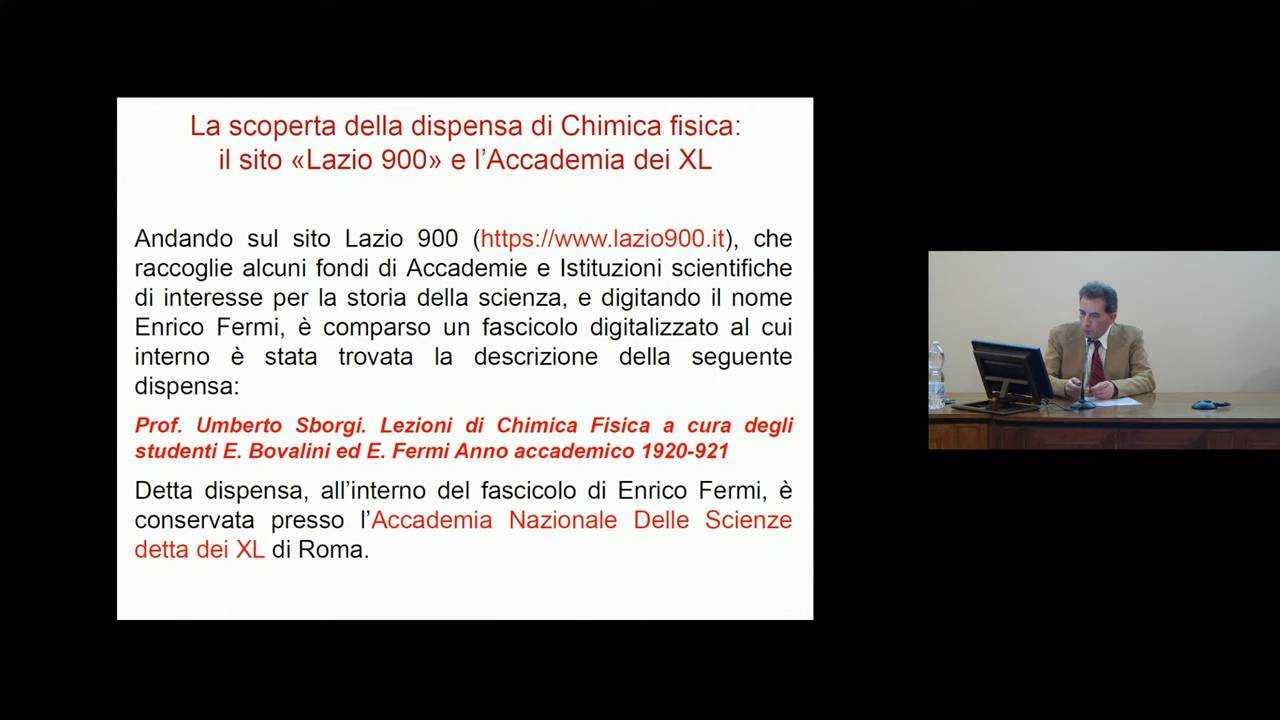 La scoperta della dispensa di Chimica fisica:
il sito «Lazio 900» e l’Accademia dei XL
Andando sul sito Lazio 900 (https://www.lazio900.it), che
raccoglie alcuni fondi di Accademie e Istituzioni scientifiche
di interesse per la storia della scienza, e digitando il nome
Enrico Fermi, è comparso un fascicolo digitalizzato al cui
interno è stata trovata la descrizione della seguente
dispensa:
Prof. Umberto Sborgi. Lezioni di Chimica Fisica a cura degli
studenti E. Bovalini ed E. Fermi Anno accademico 1920-921
Detta dispensa, all’interno del fascicolo di Enrico Fermi, è
conservata presso l’Accademia Nazionale Delle Scienze
detta dei XL di Roma.